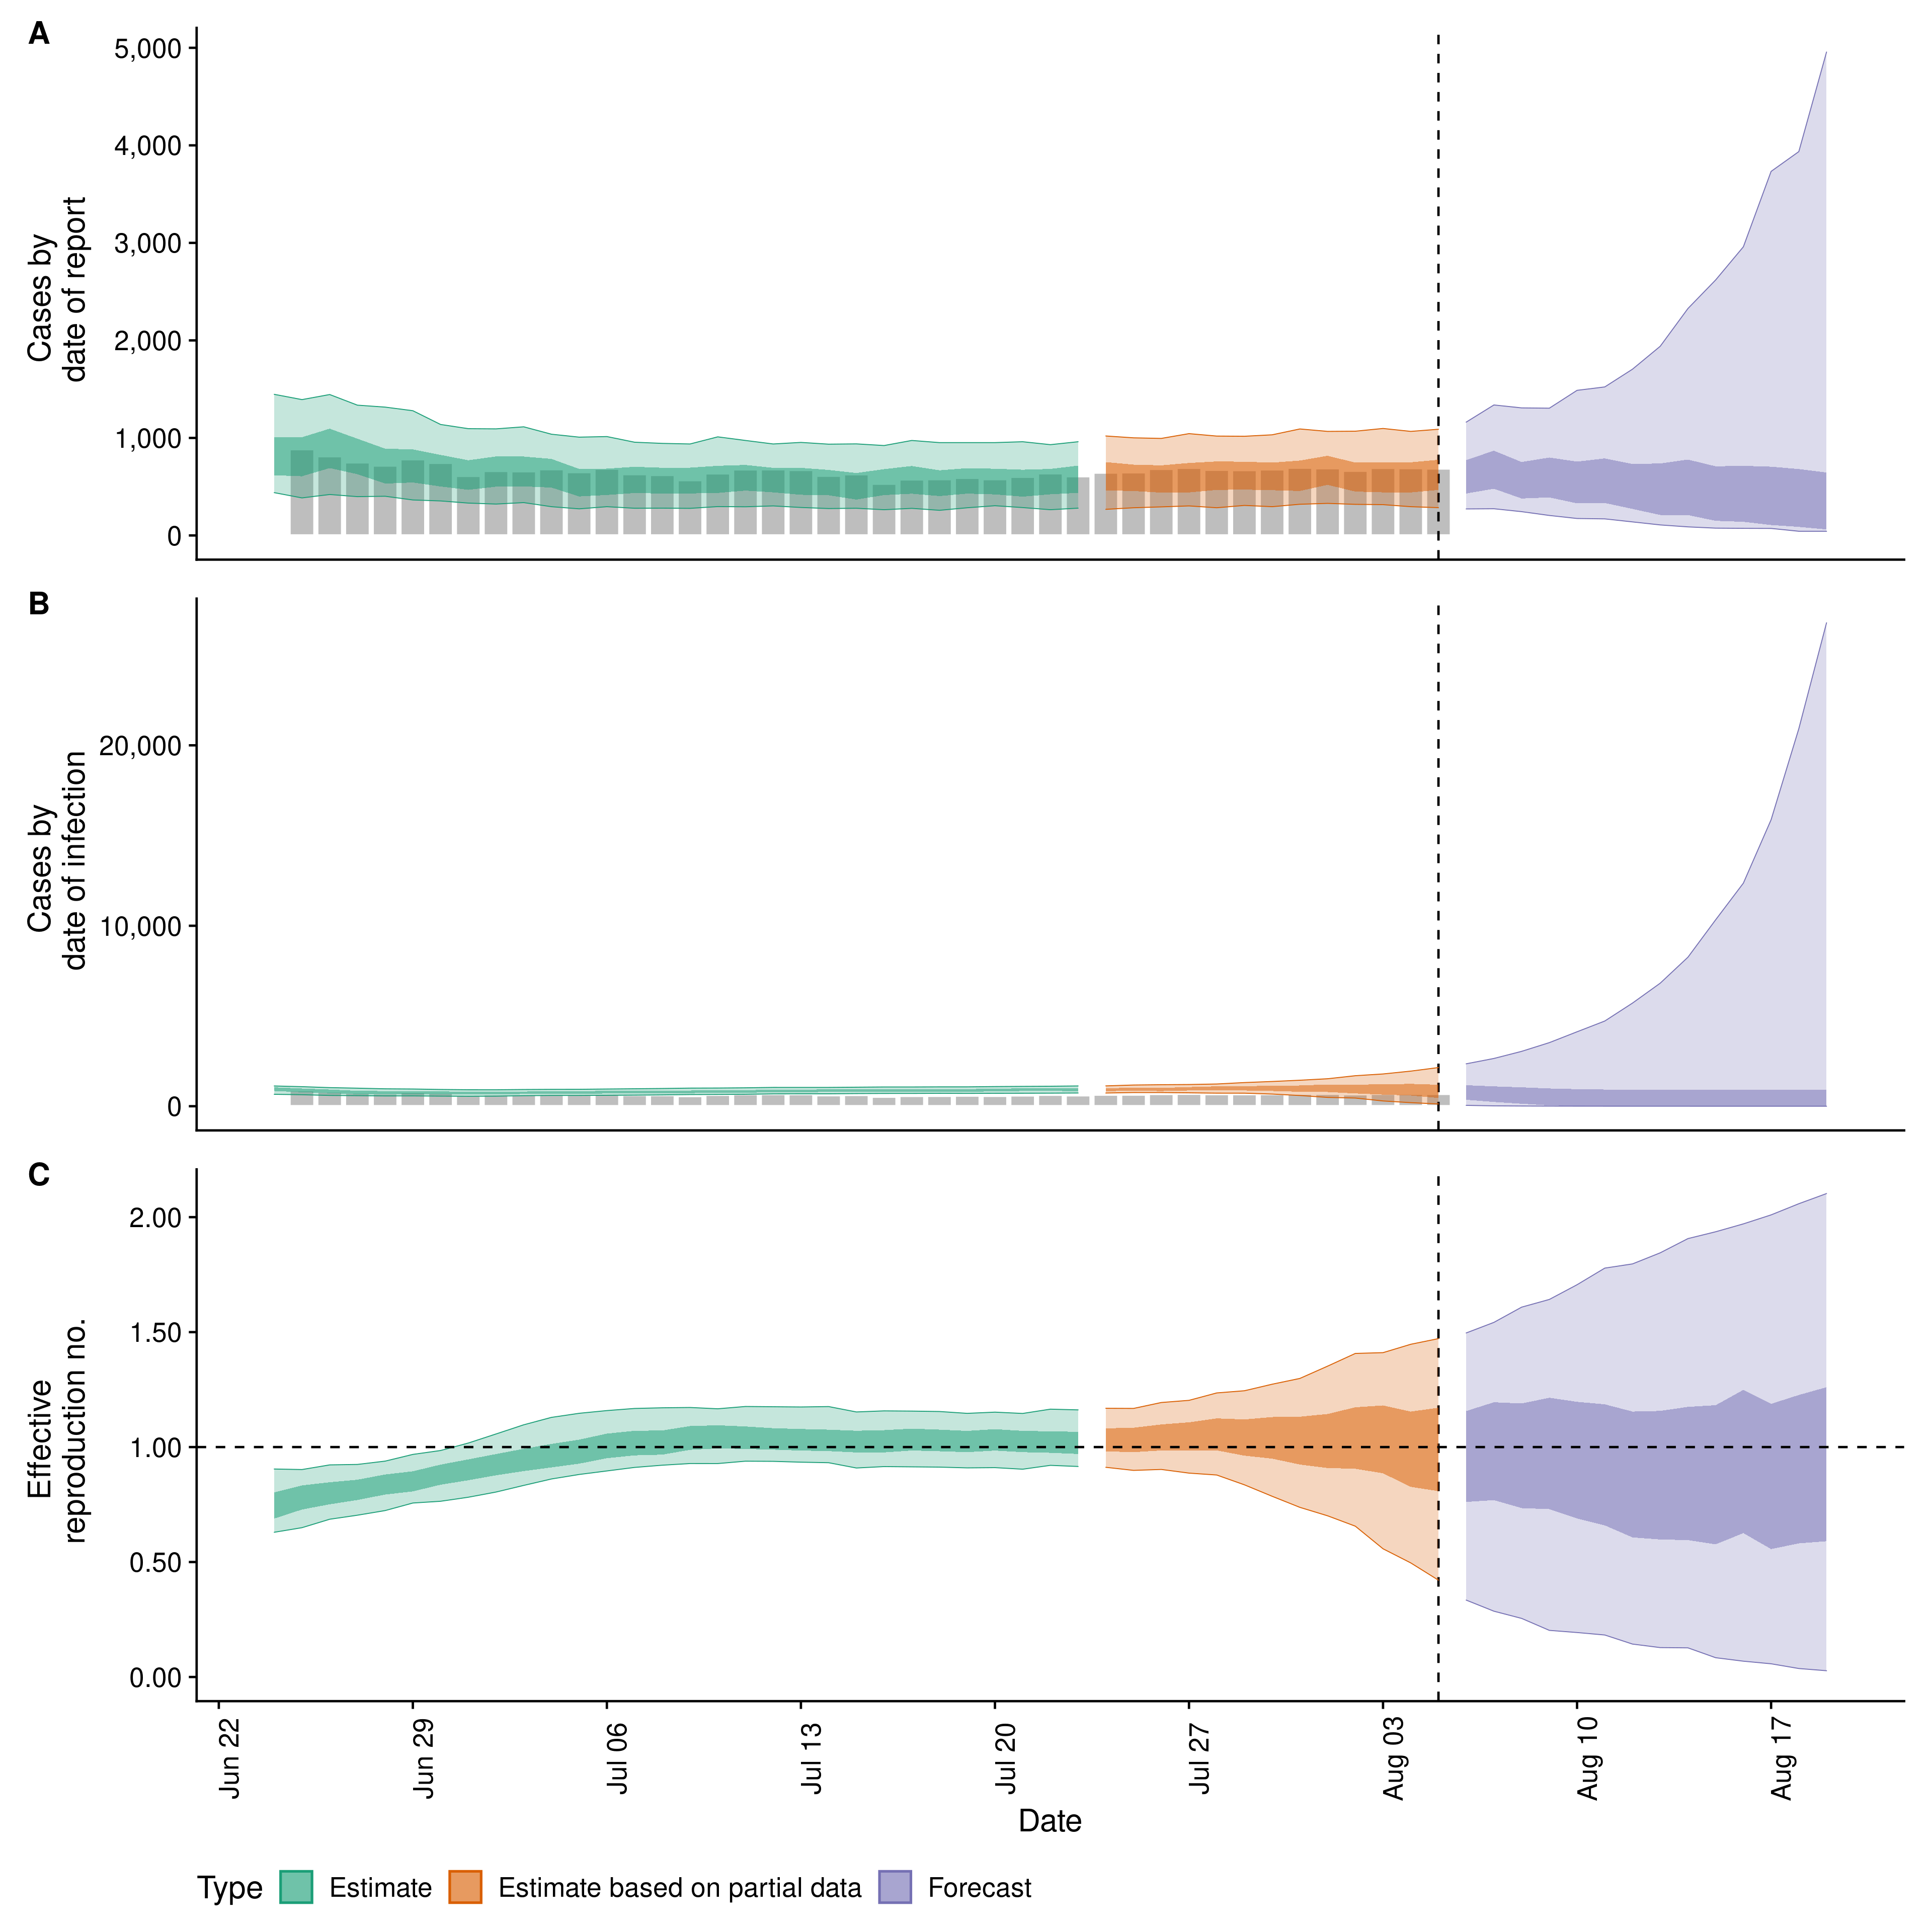 A
5,000
4,000
3,000
2,000
1,000
0
Cases by
date of report
B
20,000
10,000
0
Cases by
date of infection
C
2.00
1.50
1.00
0.50
0.00
Effective
reproduction no.
Jun 22
Jun 29
Jul 06
Jul 13
Jul 20
Jul 27
Aug 03
Aug 10
Aug 17
Date
Type Estimate Estimate based on partial data Forecast